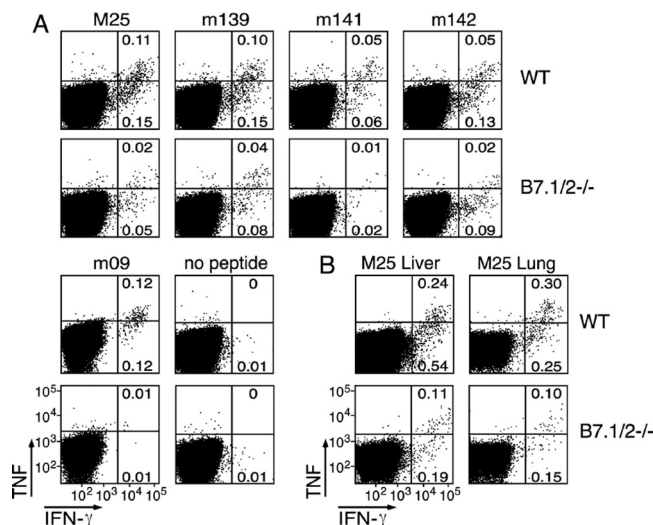 A
M25 m139 m141 m142
0.11 0.10 0.05 0.05
WT
0.15 0.15 0.06 0.13
0.02 0.04 0.01 0.02
B7.1/2-/-
0.05 0.08 0.02 0.09
m09 no peptide B M25 Liver M25 Lung
0.12 0 0.24 0.30
WT
0.12 0.01 0.54 0.25
0.01 0 0.11 0.10
10⁵
10⁴
B7.1/2-/-
10³
10²
0.01 0.01 0.19 0.15
TNF
10² 10³ 10⁴ 10⁵
IFN-γ
TNF
10² 10³ 10⁴ 10⁵
IFN-γ